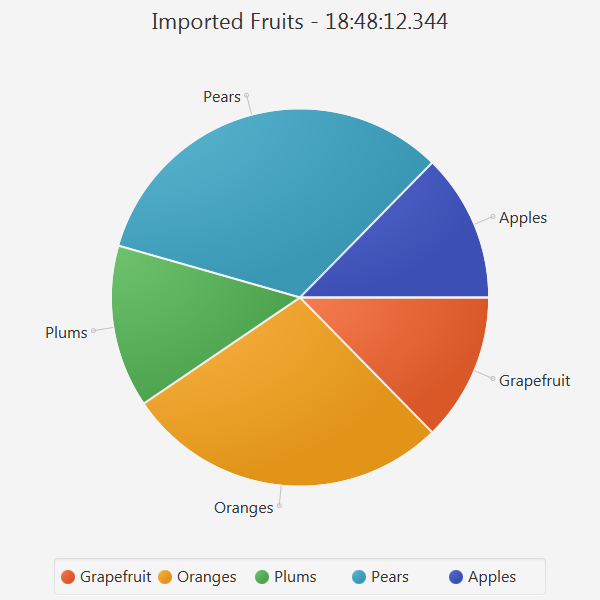 Imported Fruits - 18:48:12.344
Pears
Apples
Plums
Grapefruit
Oranges
Grapefruit Oranges Plums Pears Apples